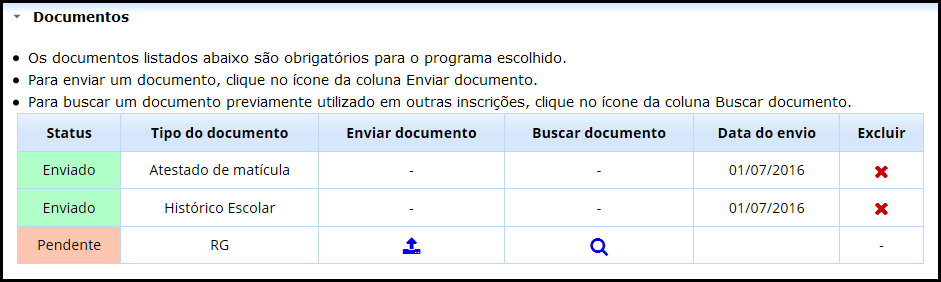 Documentos
Os documentos listados abaixo são obrigatórios para o programa escolhido.
Para enviar um documento, clique no ícone da coluna Enviar documento.
Para buscar um documento previamente utilizado em outras inscrições, clique no ícone da coluna Buscar documento.
Status Tipo do documento Enviar documento Buscar documento Data do envio Excluir
Enviado Atestado de matícula - - 01/07/2016
Enviado Histórico Escolar - - 01/07/2016
Pendente RG -